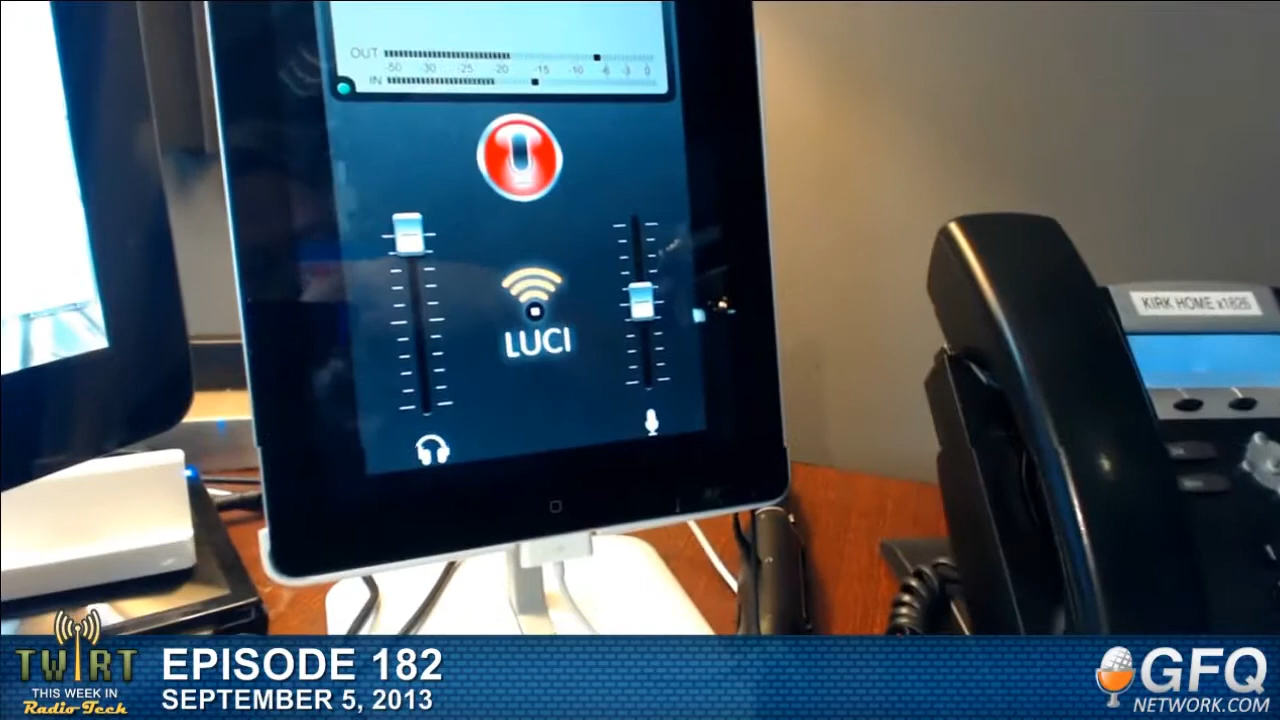 OUT
-50 -30 -25 -20 -15 -10 -6 -3 0
IN
LUCI
KIRK HOME x1826
TWIRT
THIS WEEK IN
Radio Tech
EPISODE 182
SEPTEMBER 5, 2013
GFQ
NETWORK.COM